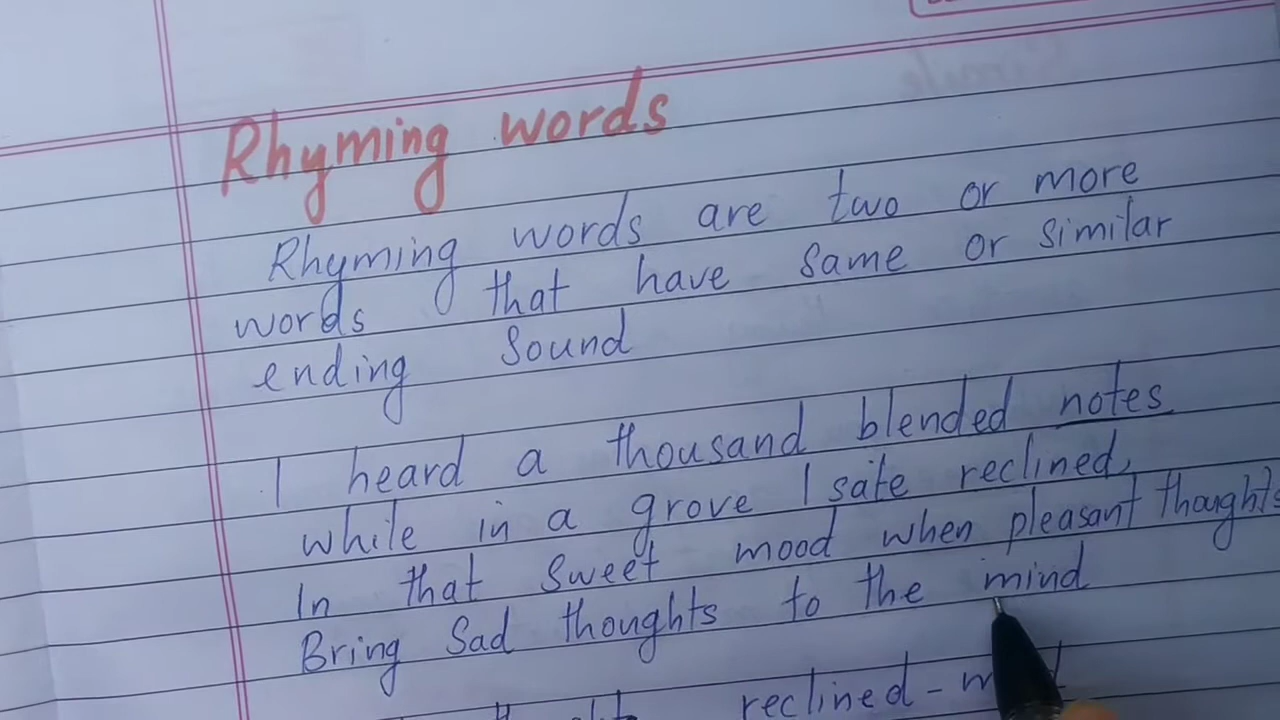 Rhyming words
Rhyming words are two or more
words that have same or similar
ending sound
I heard a thousand blended notes
while in a grove I sate reclined,
In that sweet mood when pleasant thoughts
Bring sad thoughts to the mind
reclined -